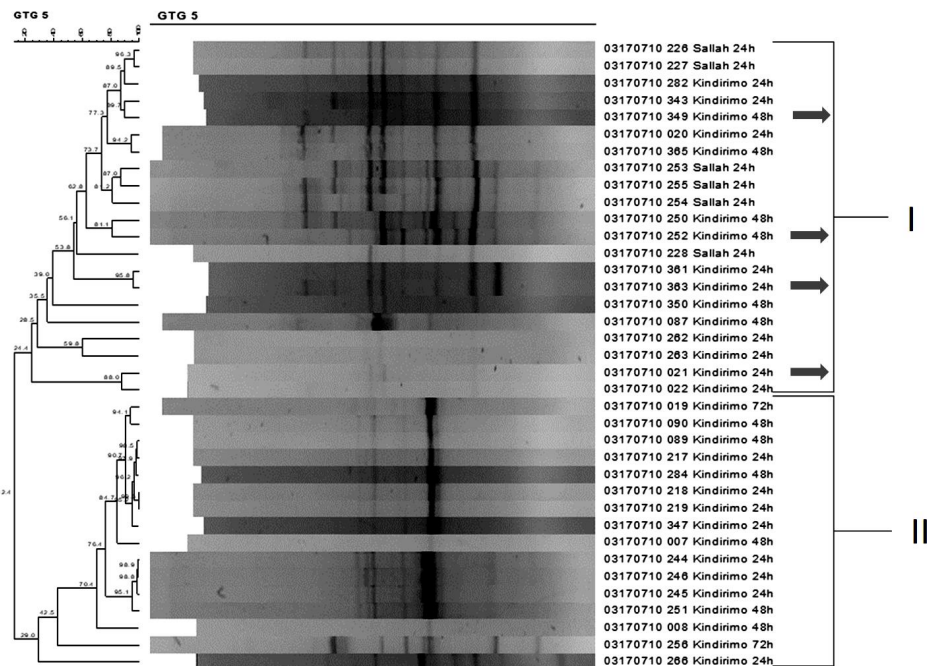 GTG 5
GTG 5
03170710 226 Sallah 24h
03170710 227 Sallah 24h
03170710 282 Kindirimo 24h
03170710 343 Kindirimo 24h
03170710 349 Kindirimo 48h
03170710 020 Kindirimo 24h
03170710 365 Kindirimo 48h
03170710 253 Sallah 24h
03170710 255 Sallah 24h
03170710 254 Sallah 24h
03170710 250 Kindirimo 48h
03170710 252 Kindirimo 48h
03170710 228 Sallah 24h
03170710 361 Kindirimo 24h
03170710 363 Kindirimo 24h
03170710 350 Kindirimo 48h
03170710 087 Kindirimo 48h
03170710 262 Kindirimo 24h
03170710 263 Kindirimo 24h
03170710 021 Kindirimo 24h
03170710 022 Kindirimo 24h
I
03170710 019 Kindirimo 72h
03170710 090 Kindirimo 48h
03170710 089 Kindirimo 48h
03170710 217 Kindirimo 24h
03170710 284 Kindirimo 48h
03170710 218 Kindirimo 24h
03170710 219 Kindirimo 24h
03170710 347 Kindirimo 24h
03170710 007 Kindirimo 48h
03170710 244 Kindirimo 24h
03170710 246 Kindirimo 24h
03170710 245 Kindirimo 24h
03170710 251 Kindirimo 48h
03170710 008 Kindirimo 48h
03170710 256 Kindirimo 72h
03170710 266 Kindirimo 24h
II
96.3
89.5
87.0
77.3
94.2
73.7
87.0
62.8
81.1
56.1
53.8
95.8
39.0
35.5
28.5
59.8
24.4
88.0
94.1
76.4
98.9
98.8
95.1
70.4
42.5
29.0